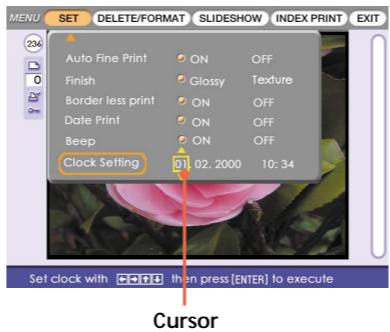 MENU SET DELETE/FORMAT SLIDESHOW INDEX PRINT EXIT
236
Auto Fine Print ON OFF
0
Finish Glossy Texture
Border less print ON OFF
Date Print ON OFF
Beep ON OFF
Clock Setting 01. 02. 2000 10: 34
Set clock with ←→↑↓ then press [ENTER] to execute
Cursor